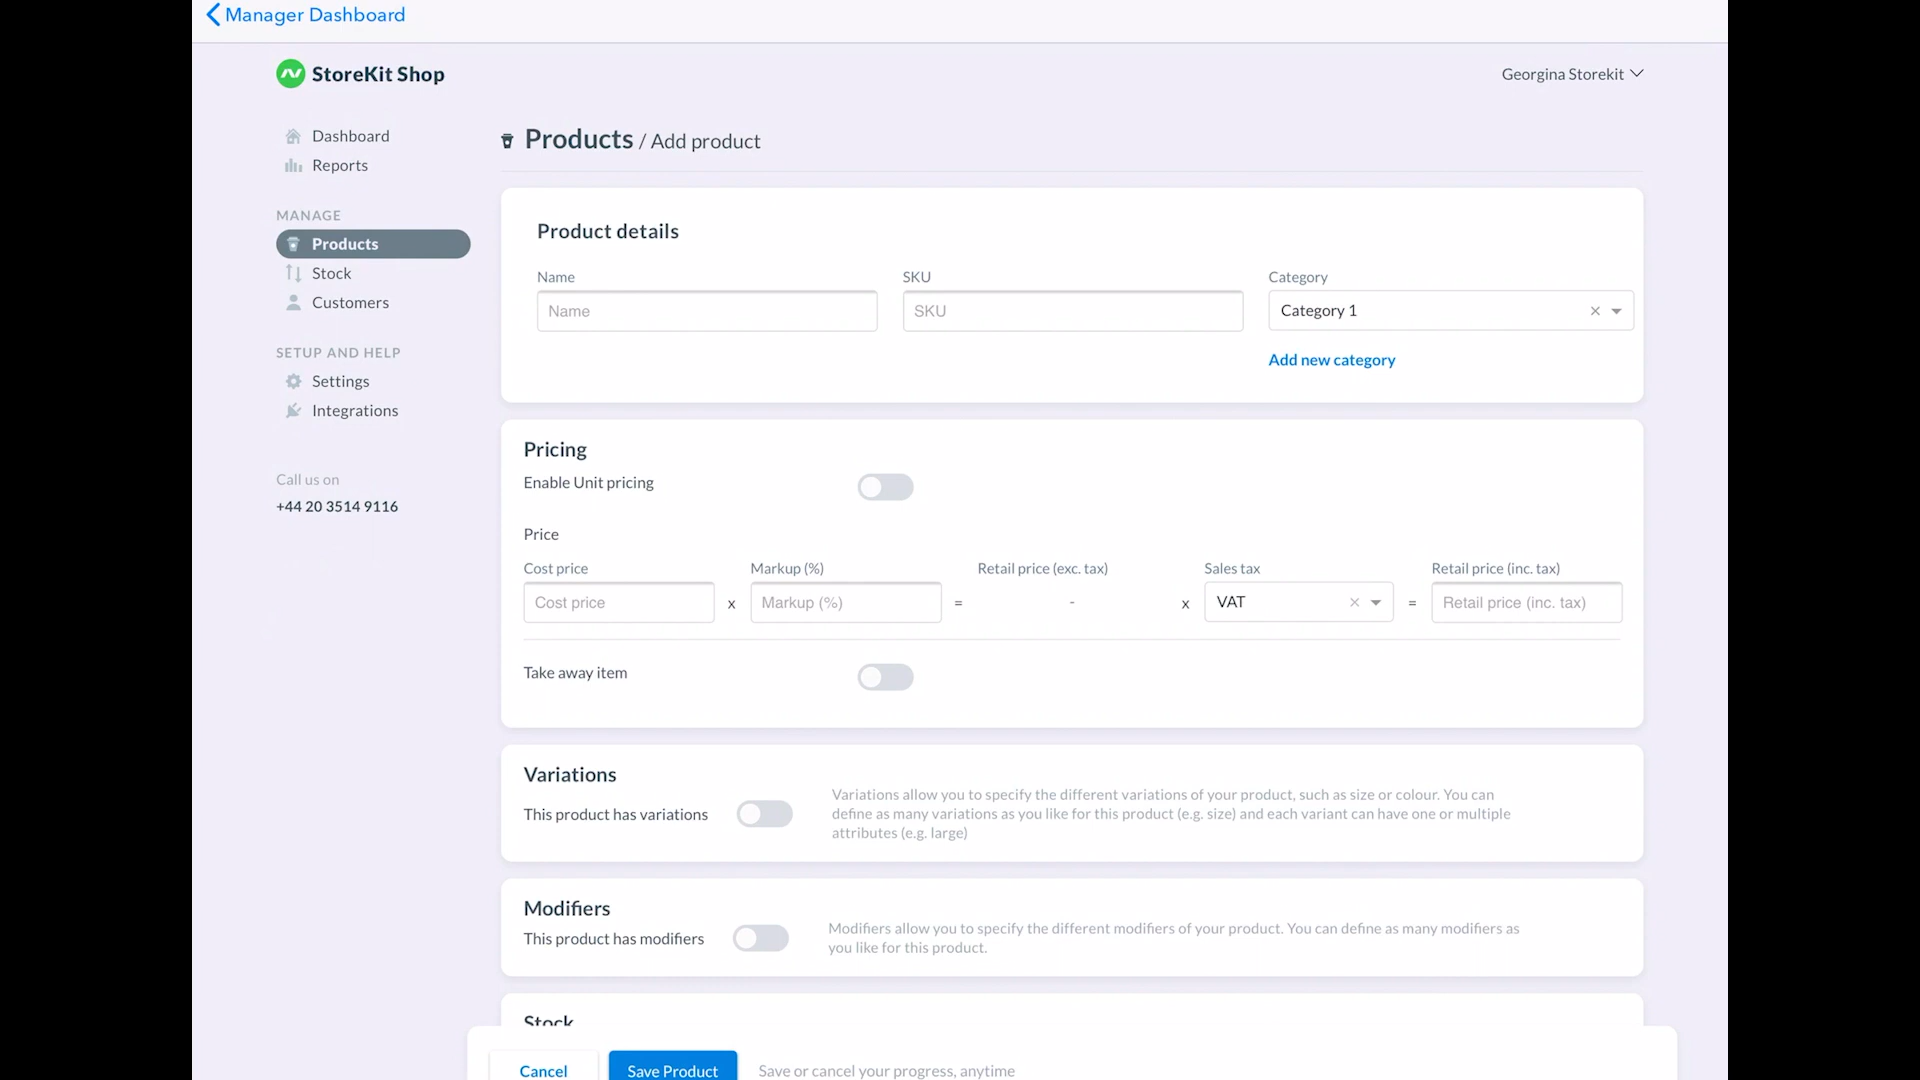 Manager Dashboard
StoreKit Shop
Georgina Storekit
Dashboard
Reports
MANAGE
Products
Stock
Customers
SETUP AND HELP
Settings
Integrations
Call us on
+44 20 3514 9116
Products / Add product
Product details
Name
SKU
Category
Name
SKU
Category 1
Add new category
Pricing
Enable Unit pricing
Price
Cost price
Markup (%)
Retail price (exc. tax)
Sales tax
Retail price (inc. tax)
Cost price x Markup (%) = - x VAT = Retail price (inc. tax)
Take away item
Variations
This product has variations
Variations allow you to specify the different variations of your product, such as size or colour. You can
define as many variations as you like for this product (e.g. size) and each variant can have one or multiple
attributes (e.g. large)
Modifiers
This product has modifiers
Modifiers allow you to specify the different modifiers of your product. You can define as many modifiers as
you like for this product.
Stock
Cancel
Save Product
Save or cancel your progress, anytime